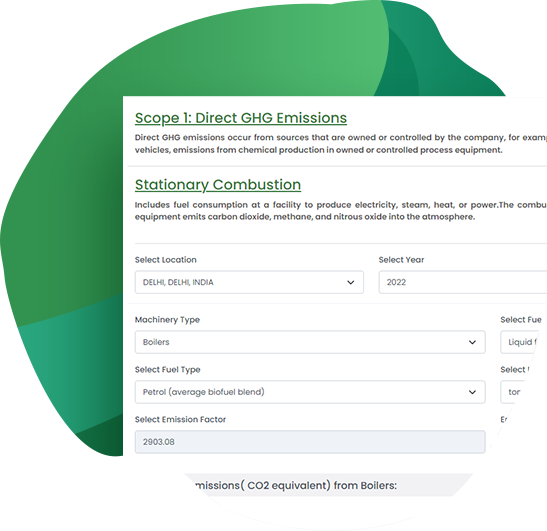 Scope 1: Direct GHG Emissions
Direct GHG emissions occur from sources that are owned or controlled by the company, for
vehicles, emissions from chemical production in owned or controlled process equipment.
Stationary Combustion
Includes fuel consumption at a facility to produce electricity, steam, heat, or power.The
equipment emits carbon dioxide, methane, and nitrous oxide into the atmosphere.
Select Location Select Year
DELHI, DELHI, INDIA 2022
Machinery Type Select
Boilers Liquid
Select Fuel Type Select
Petrol (average biofuel blend)
Select Emission Factor
2903.08
missions( CO2 equivalent) from Boilers: